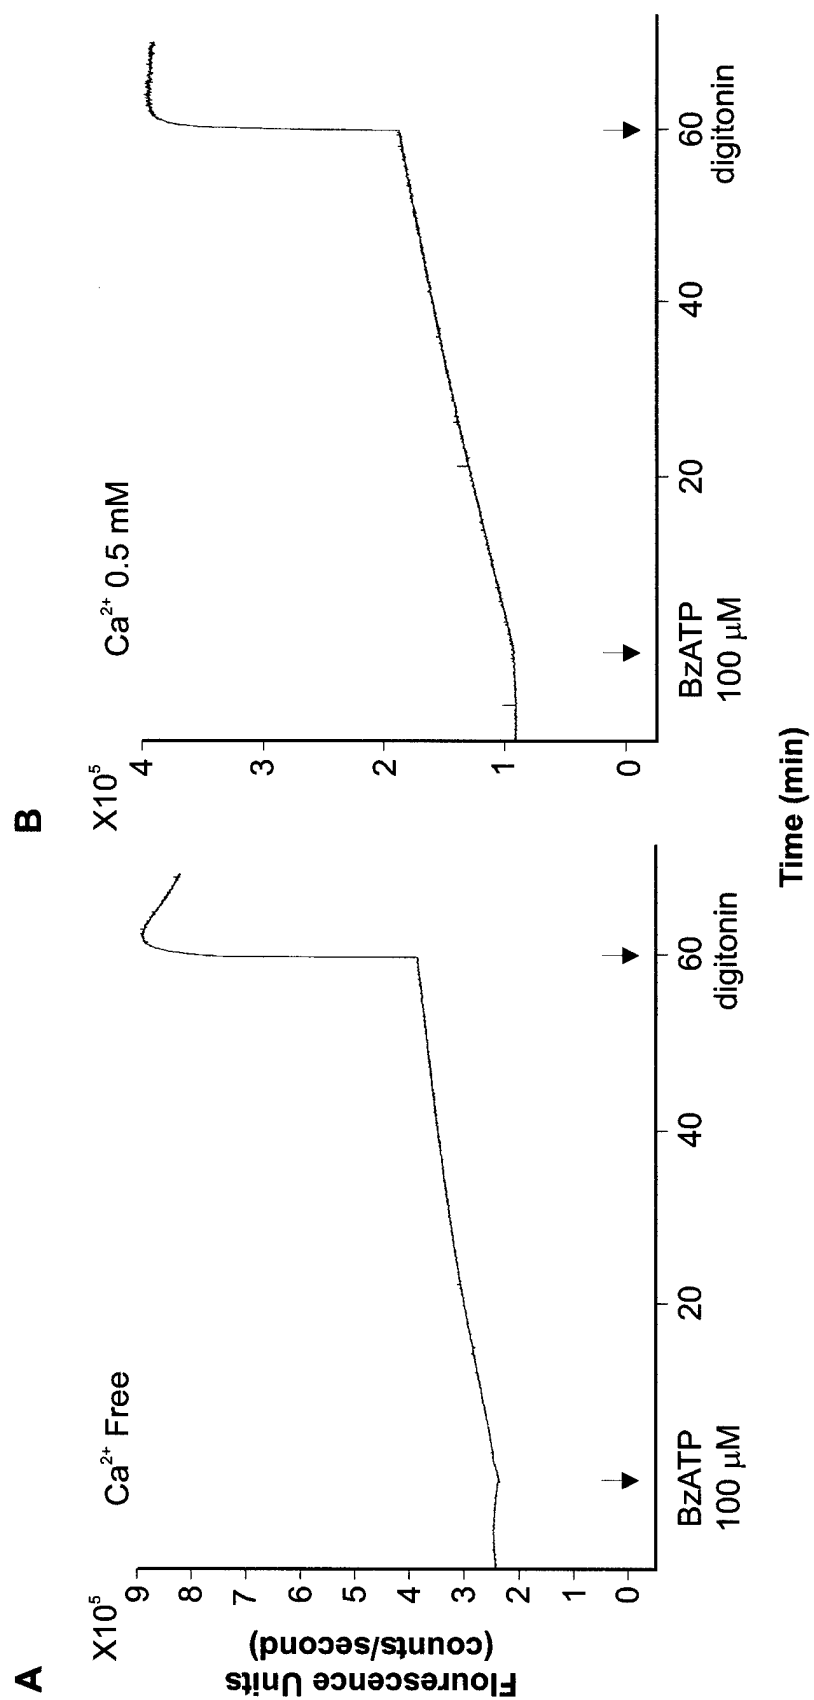 A
Flourescence Units
(counts/second)
X10⁵
9
8
7
6
5
4
3
2
1
0
Ca²⁺ Free
BzATP
100 µM
20
40
60
digitonin
B
X10⁵
4
3
2
1
0
Ca²⁺ 0.5 mM
BzATP
100 µM
20
40
60
digitonin
Time (min)